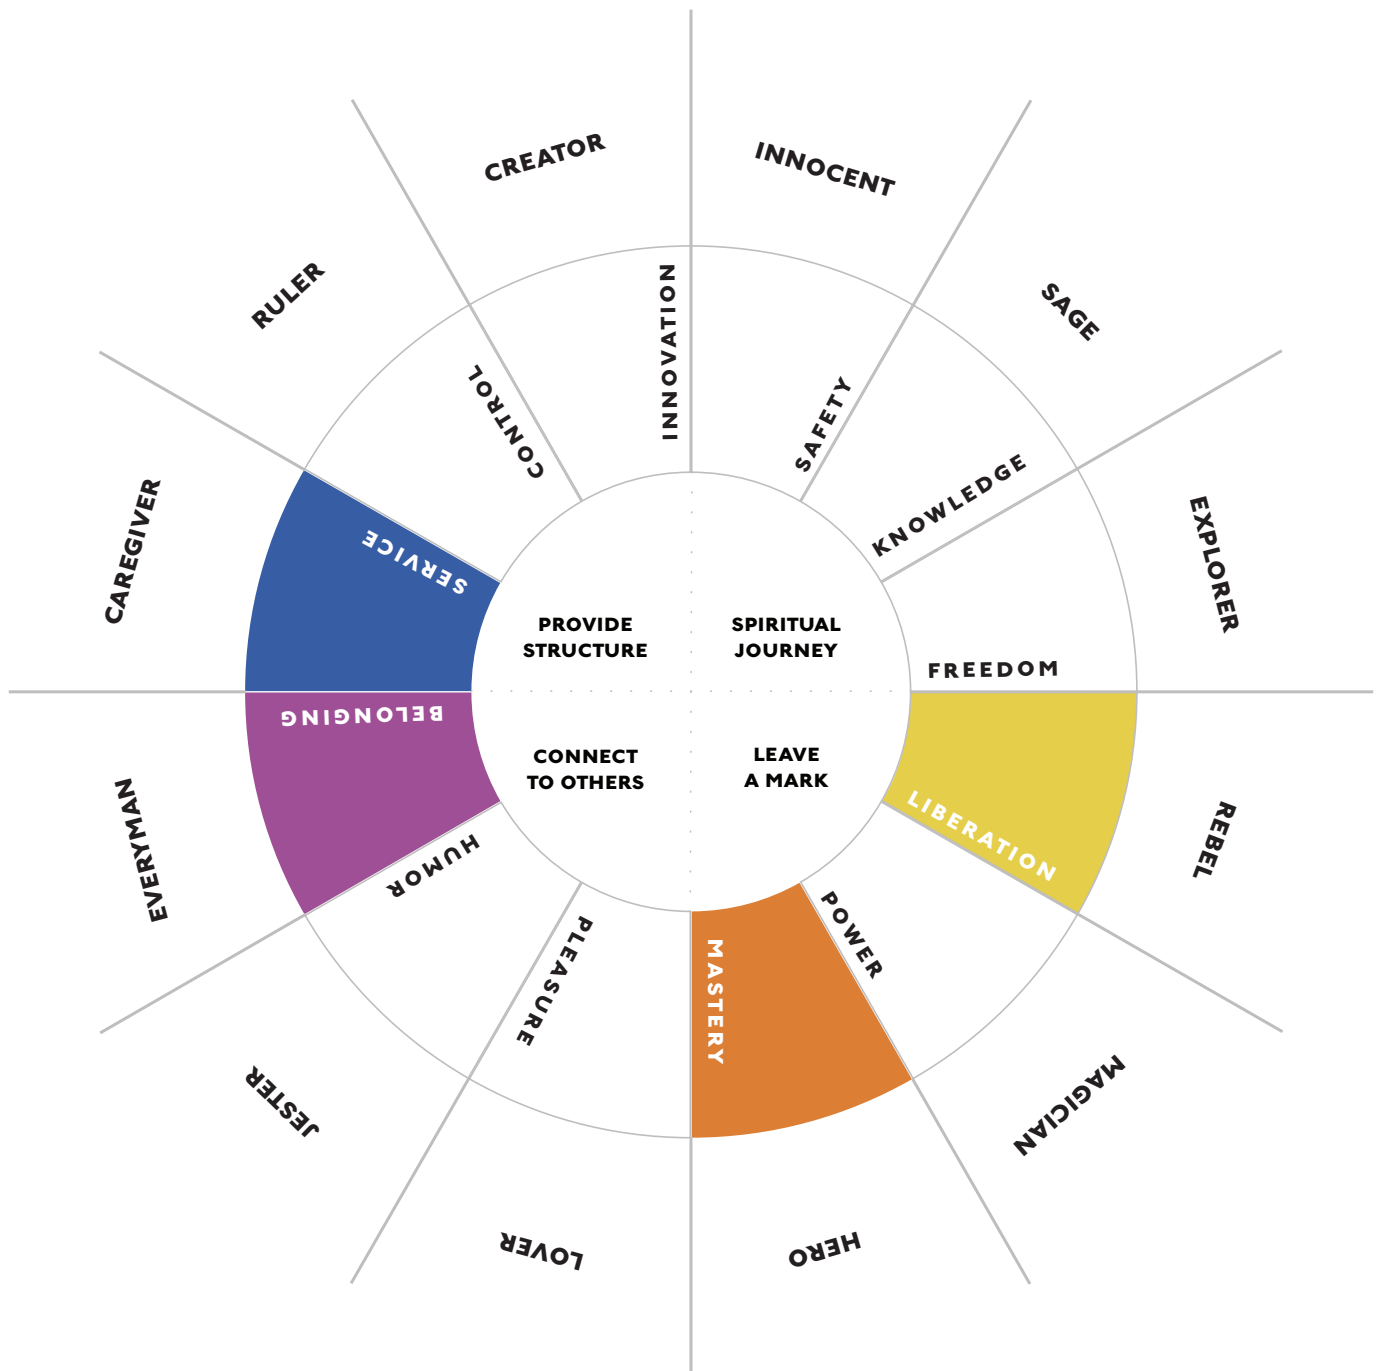 CREATOR
INNOCENT
SAGE
EXPLORER
REBEL
MAGICIAN
HERO
LOVER
JESTER
EVERYMAN
CAREGIVER
RULER
INNOVATION
SAFETY
KNOWLEDGE
FREEDOM
LIBERATION
POWER
MASTERY
PLEASURE
HUMOR
BELONGING
SERVICE
CONTROL
PROVIDE
STRUCTURE
SPIRITUAL
JOURNEY
CONNECT
TO OTHERS
LEAVE
A MARK